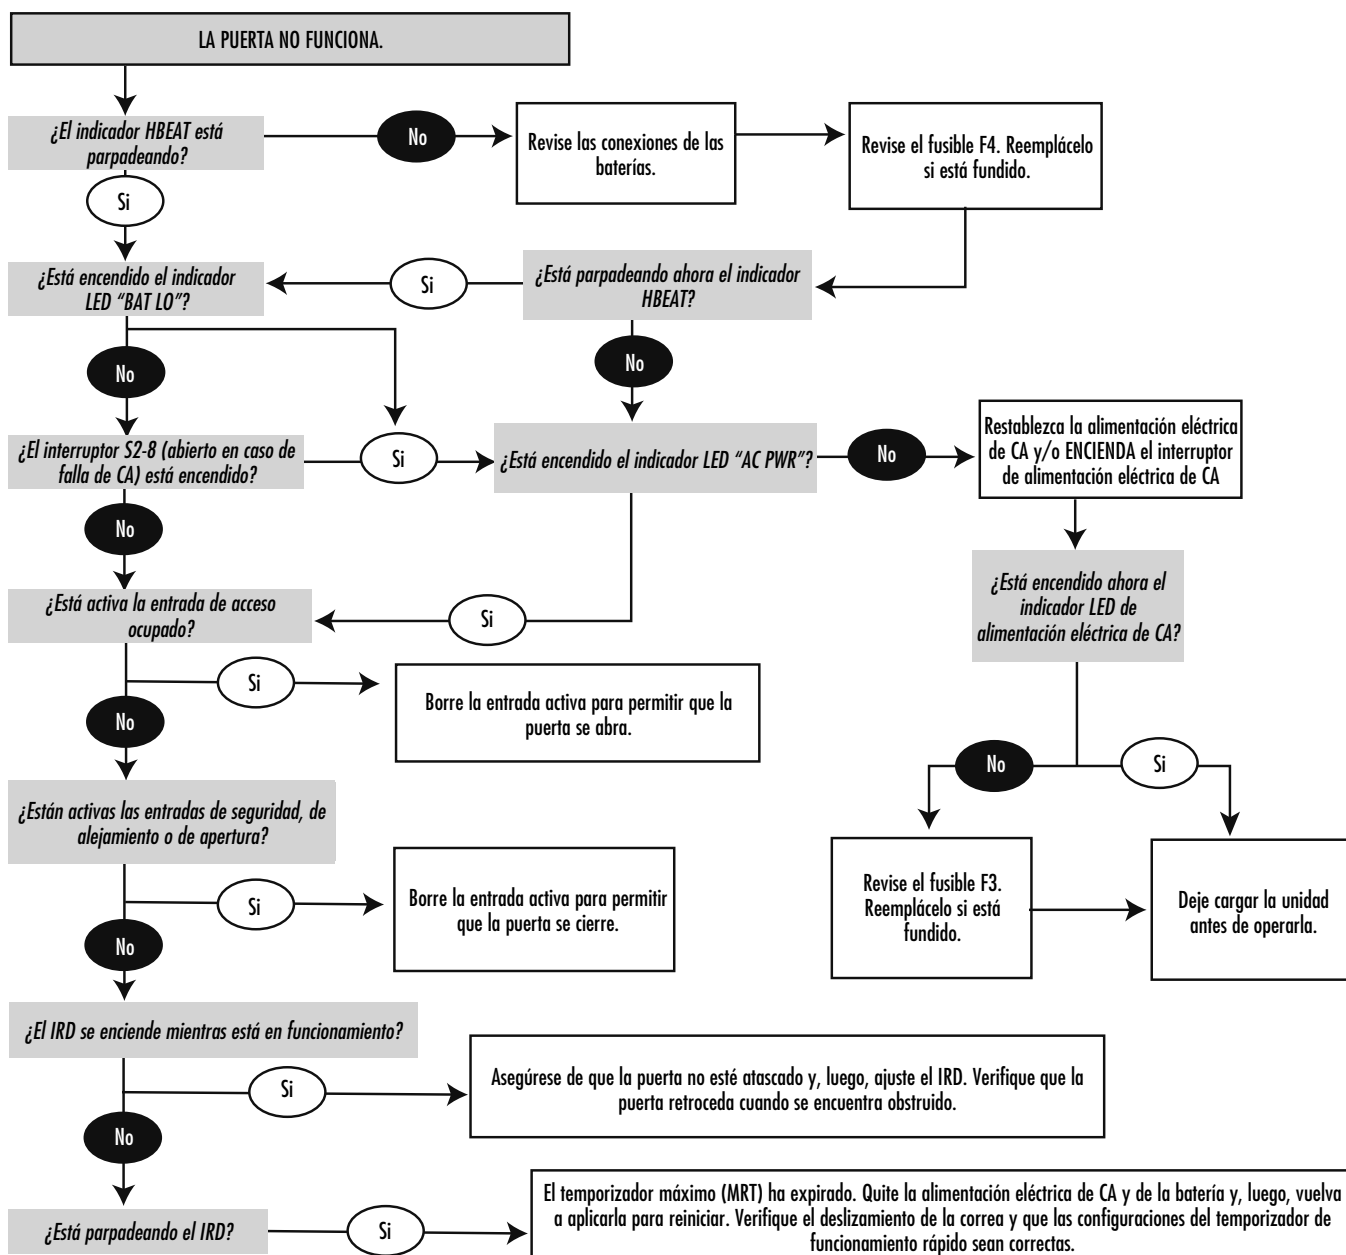 LA PUERTA NO FUNCIONA.
¿El indicador HBEAT está
parpadeando?
No
Revise las conexiones de las
baterías.
Revise el fusible F4. Reemplácelo
si está fundido.
Si
¿Está encendido el indicador
LED “BAT LO”?
Si
¿Está parpadeando ahora el indicador
HBEAT?
No
No
¿El interruptor S2-8 (abierto en caso de
falla de CA) está encendido?
Si
¿Está encendido el indicador LED “AC PWR”?
No
Restablezca la alimentación eléctrica
de CA y/o ENCIENDA el interruptor
de alimentación eléctrica de CA
No
¿Está encendido ahora el
indicador LED de
alimentación eléctrica de CA?
¿Está activa la entrada de acceso
ocupado?
Si
Si
Borre la entrada activa para permitir que la
puerta se abra.
No
No
Si
¿Están activas las entradas de seguridad, de
alejamiento o de apertura?
Si
Borre la entrada activa para permitir
que la puerta se cierre.
Revise el fusible F3.
Reemplácelo si está
fundido.
Deje cargar la unidad
antes de operarla.
No
¿El IRD se enciende mientras está en funcionamiento?
Si
Asegúrese de que la puerta no esté atascado y, luego, ajuste el IRD. Verifique que la
puerta retroceda cuando se encuentra obstruido.
No
¿Está parpadeando el IRD?
Si
El temporizador máximo (MRT) ha expirado. Quite la alimentación eléctrica de CA y de la batería y, luego, vuelva
a aplicarla para reiniciar. Verifique el deslizamiento de la correa y que las configuraciones del temporizador de
funcionamiento rápido sean correctas.